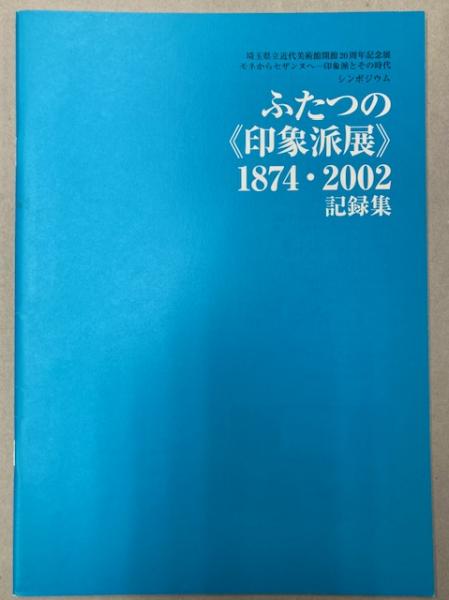 埼玉県立近代美術館開館20周年記念展
モネからセザンヌへ―印象派とその時代
シンポジウム
ふたつの
《印象派展》
1874・2002
記録集